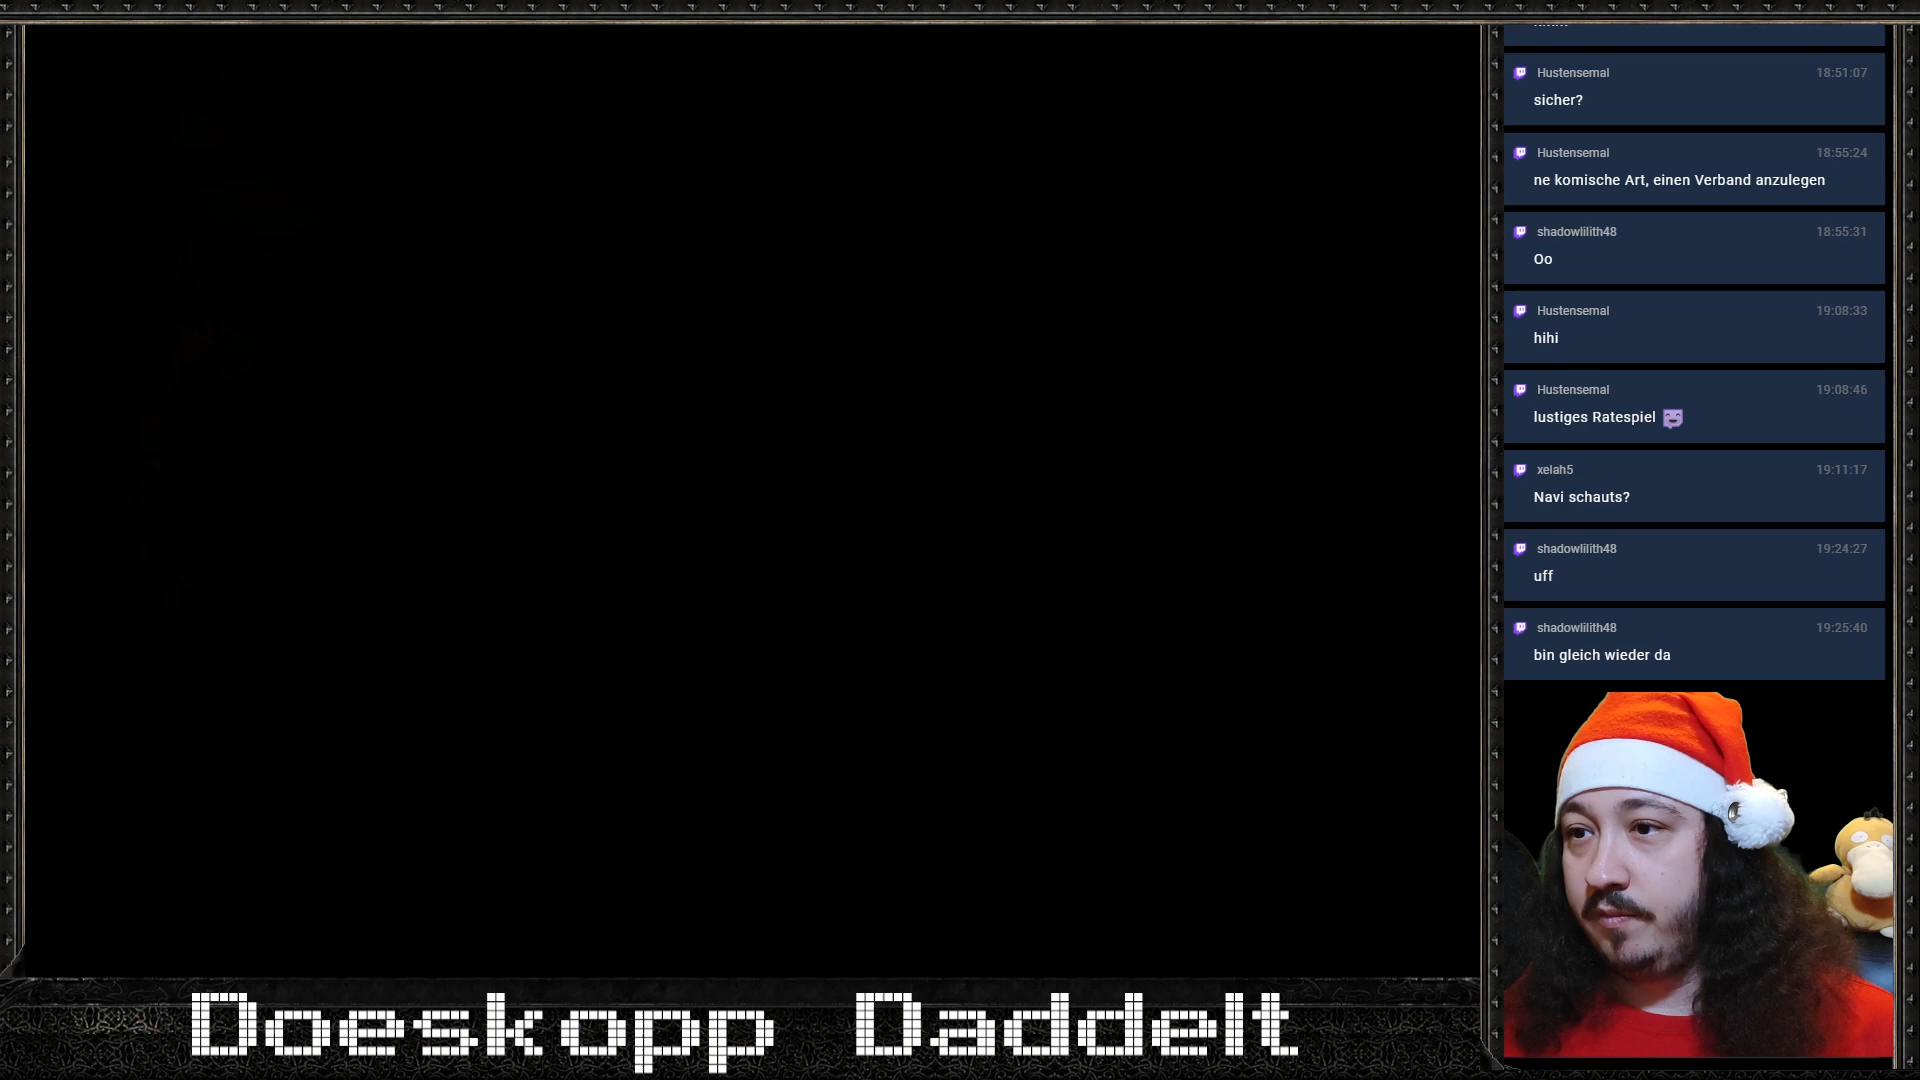 Hustensemal 18:51:07
sicher?
Hustensemal 18:55:24
ne komische Art, einen Verband anzulegen
shadowlilith48 18:55:31
Oo
Hustensemal 19:08:33
hihi
Hustensemal 19:08:46
lustiges Ratespiel
xelah5 19:11:17
Navi schauts?
shadowlilith48 19:24:27
uff
shadowlilith48 19:25:40
bin gleich wieder da
Doeskopp Daddelt